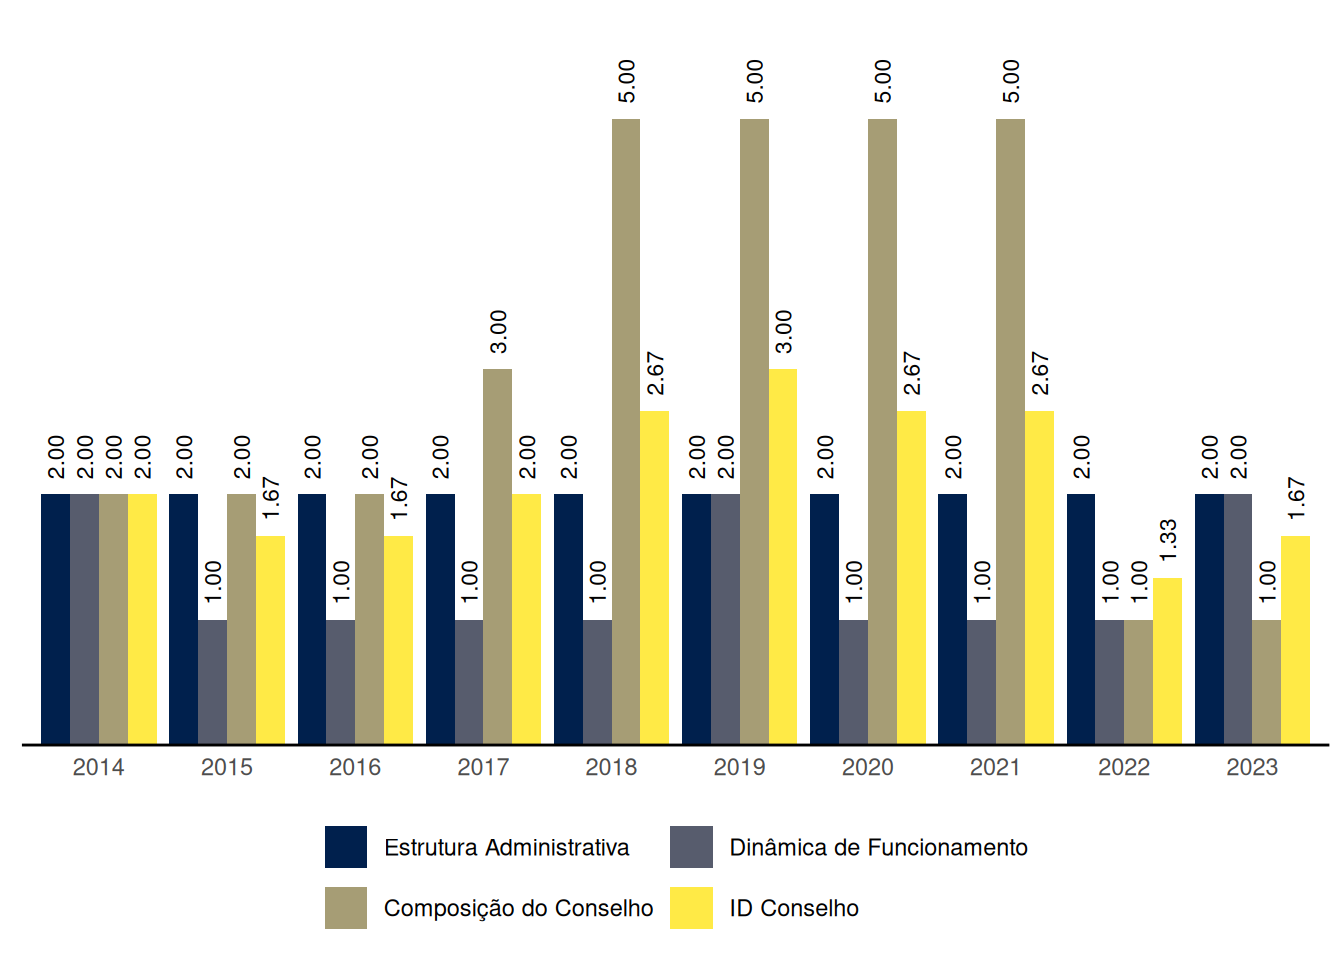 5.00 5.00 5.00 5.00
3.00 3.00
2.67 2.67 2.67
2.00 2.00 2.00 2.00 2.00 2.00 2.00 2.00 2.00 2.00 2.00 2.00 2.00 2.00 2.00 2.00 2.00 2.00
1.67 1.67 1.67
1.33
1.00 1.00 1.00 1.00 1.00 1.00 1.00 1.00 1.00
2014 2015 2016 2017 2018 2019 2020 2021 2022 2023
Estrutura Administrativa Dinâmica de Funcionamento
Composição do Conselho ID Conselho